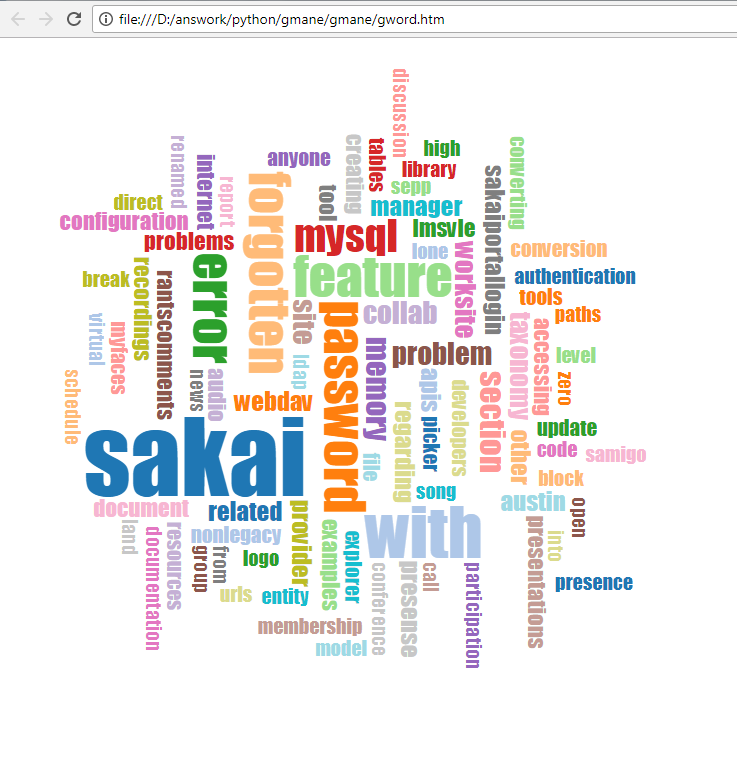 file:///D:/answork/python/gmane/gmane/gword.htm
discussion
renamed
internet
report
anyone
creating
tables
high
library
sepp
converting
direct
configuration
problems
forgotten
tool
manager
lmsvle
sakaiportallogin
mysql
lone
worksite
conversion
error
feature
authentication
break
recordings
rantscomments
site
password
collab
tools
paths
virtual
myfaces
taxonomy
accessing
memory
problem
level
schedule
news
audio
ldap
webdav
apis
developers
section
zero
regarding
picker
sakai
update
other
code
samigo
file
block
song
document
related
provider
with
austin
open
land
documentation
resources
nonlegacy
group
from
logo
examples
explorer
presentations
into
urls
entity
conference
presense
call
participation
presence
membership
model